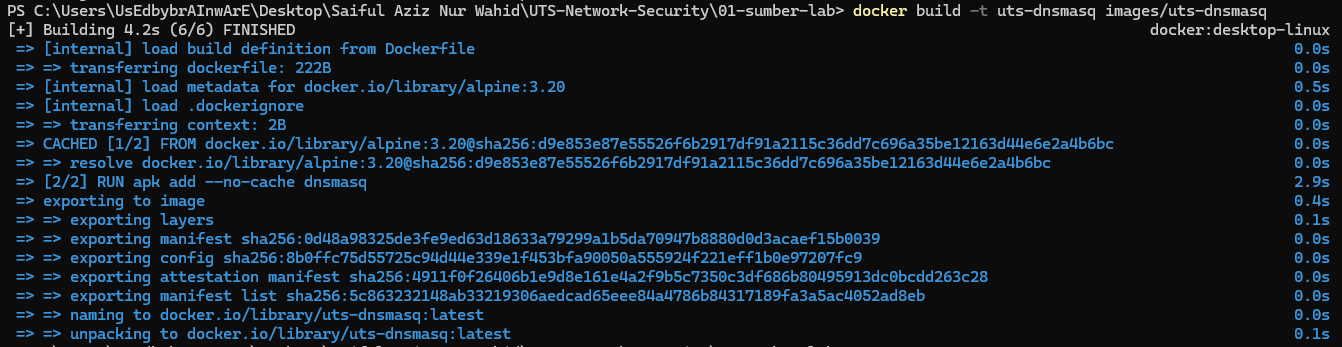 PS C:\Users\UsEdbybrAInwArE\Desktop\Saiful Aziz Nur Wahid\UTS-Network-Security\01-sumber-lab> docker build -t uts-dnsmasq images/uts-dnsmasq
[+] Building 4.2s (6/6) FINISHED docker:desktop-linux
=> [internal] load build definition from Dockerfile 0.0s
=> => transferring dockerfile: 222B 0.0s
=> [internal] load metadata for docker.io/library/alpine:3.20 0.5s
=> [internal] load .dockerignore 0.0s
=> => transferring context: 2B 0.0s
=> CACHED [1/2] FROM docker.io/library/alpine:3.20@sha256:d9e853e87e55526f6b2917df91a2115c36dd7c696a35be12163d44e6e2a4b6bc 0.0s
=> => resolve docker.io/library/alpine:3.20@sha256:d9e853e87e55526f6b2917df91a2115c36dd7c696a35be12163d44e6e2a4b6bc 0.0s
=> [2/2] RUN apk add --no-cache dnsmasq 2.9s
=> exporting to image 0.4s
=> => exporting layers 0.1s
=> => exporting manifest sha256:0d48a98325de3fe9ed63d18633a79299a1b5da70947b8880d0d3acaef15b0039 0.0s
=> => exporting config sha256:8b0ffc75d55725c94d44e339e1f453bfa90050a555924f221eff1b0e97207fc9 0.0s
=> => exporting attestation manifest sha256:4911f0f26406b1e9d8e161e4a2f9b5c7350c3df686b80495913dc0bcdd263c28 0.0s
=> => exporting manifest list sha256:5c863232148ab33219306aedcad65eee84a4786b84317189fa3a5ac4052ad8eb 0.0s
=> => naming to docker.io/library/uts-dnsmasq:latest 0.0s
=> => unpacking to docker.io/library/uts-dnsmasq:latest 0.1s